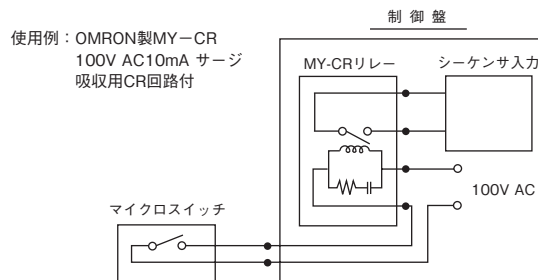 制 御 盤
使用例：OMRON製MY−CR
100V AC10mA サージ
吸収用CR回路付
MY-CRリレー
シーケンサ入力
100V AC
マイクロスイッチ